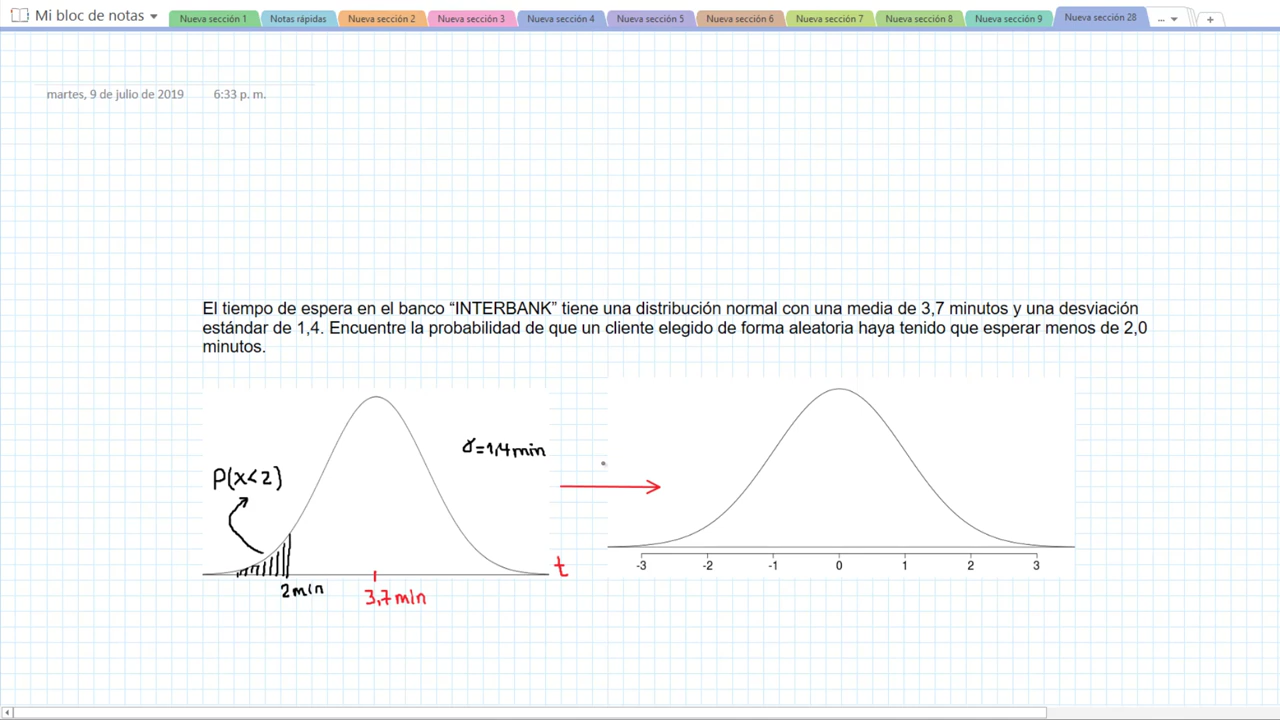 Mi bloc de notas
Nueva sección 1
Notas rápidas
Nueva sección 2
Nueva sección 3
Nueva sección 4
Nueva sección 5
Nueva sección 6
Nueva sección 7
Nueva sección 8
Nueva sección 9
Nueva sección 28
...
martes, 9 de julio de 2019 6:33 p. m.
El tiempo de espera en el banco “INTERBANK” tiene una distribución normal con una media de 3,7 minutos y una desviación
estándar de 1,4. Encuentre la probabilidad de que un cliente elegido de forma aleatoria haya tenido que esperar menos de 2,0
minutos.
σ=1,4min
P(x<2)
t
2min
3,7min
-3 -2 -1 0 1 2 3